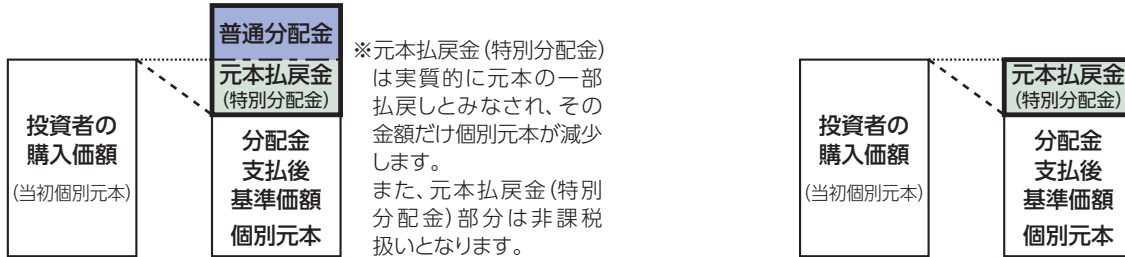 投資者の
購入価額
(当初個別元本)
普通分配金
元本払戻金
(特別分配金)
分配金
支払後
基準価額
個別元本
※元本払戻金(特別分配金)
は実質的に元本の一部
払戻しとみなされ、その
金額だけ個別元本が減少
します。
また、元本払戻金(特別
分配金)部分は非課税
扱いとなります。
投資者の
購入価額
(当初個別元本)
元本払戻金
(特別分配金)
分配金
支払後
基準価額
個別元本